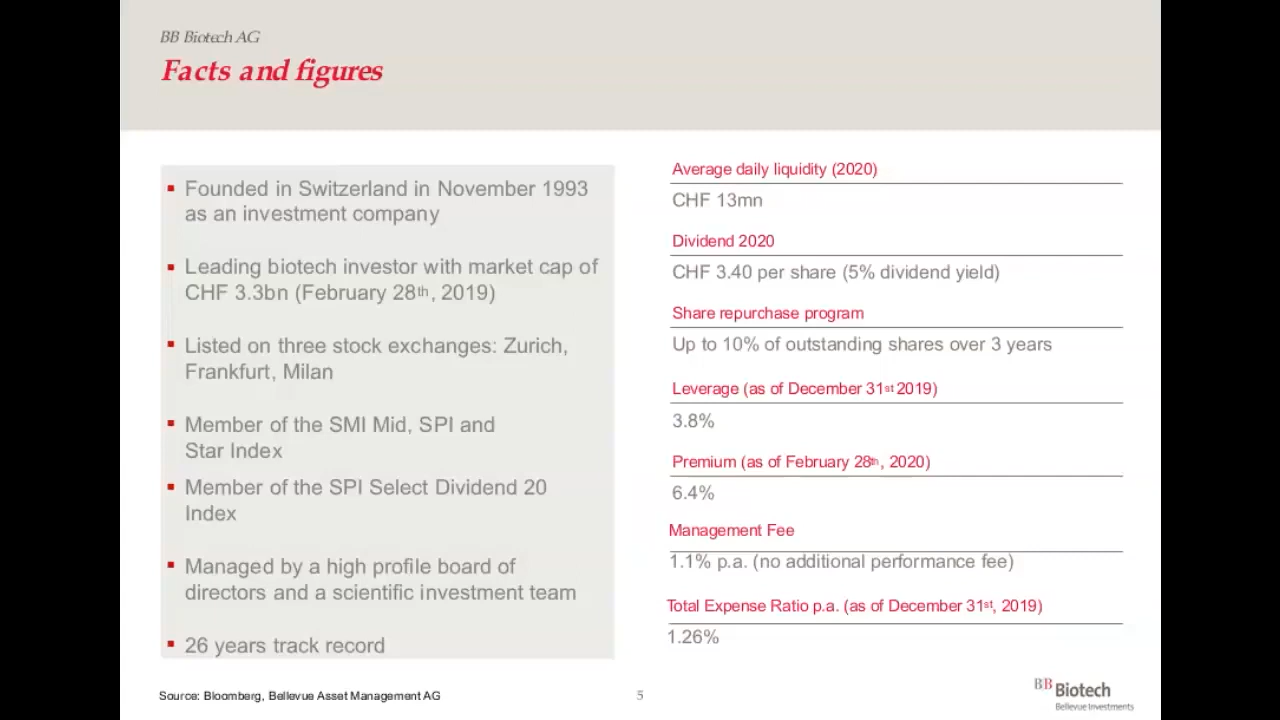 BB Biotech AG
Facts and figures
Founded in Switzerland in November 1993
as an investment company
Leading biotech investor with market cap of
CHF 3.3bn (February 28th, 2019)
Listed on three stock exchanges: Zurich,
Frankfurt, Milan
Member of the SMI Mid, SPI and
Star Index
Member of the SPI Select Dividend 20
Index
Managed by a high profile board of
directors and a scientific investment team
26 years track record
Average daily liquidity (2020)
CHF 13mn
Dividend 2020
CHF 3.40 per share (5% dividend yield)
Share repurchase program
Up to 10% of outstanding shares over 3 years
Leverage (as of December 31st 2019)
3.8%
Premium (as of February 28th, 2020)
6.4%
Management Fee
1.1% p.a. (no additional performance fee)
Total Expense Ratio p.a. (as of December 31st, 2019)
1.26%
Source: Bloomberg, Bellevue Asset Management AG
5
BB Biotech
Bellevue Investments